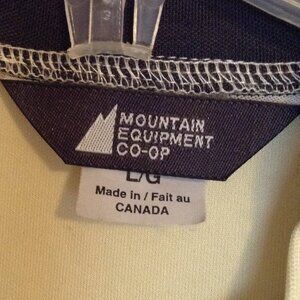 MOUNTAIN
EQUIPMENT
CO-OP
L/G
Made in / Fait au
CANADA